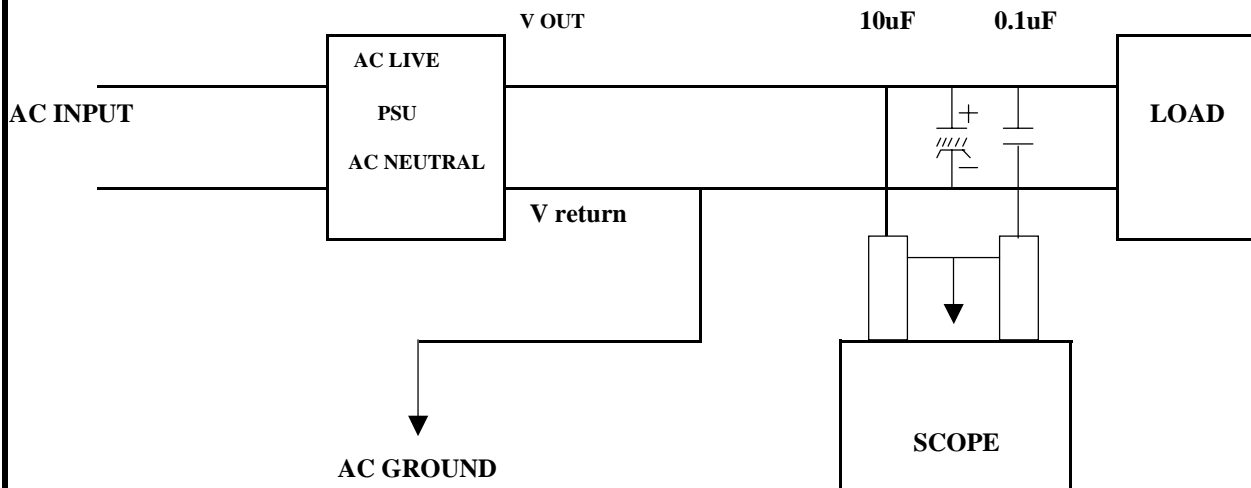 V OUT
10uF
0.1uF
AC LIVE
AC INPUT
PSU
LOAD
+
AC NEUTRAL
−
V return
SCOPE
AC GROUND